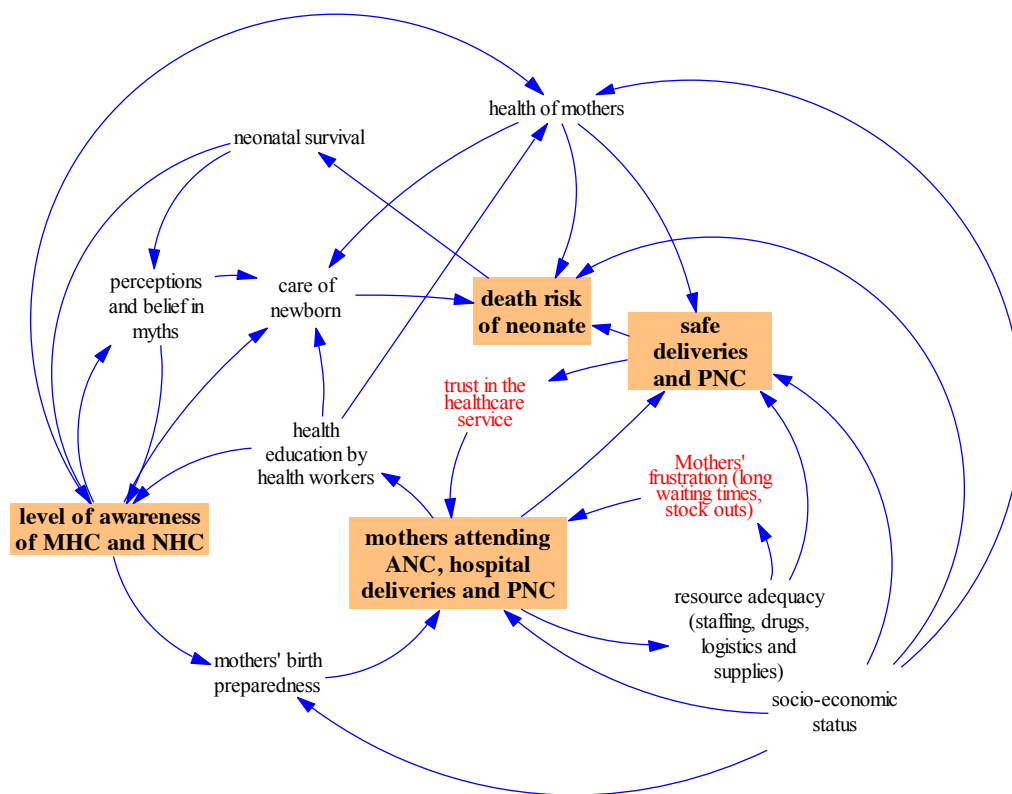 health of mothers
neonatal survival
perceptions
and belief in
myths
care of
newborn
death risk
of neonate
safe
deliveries
and PNC
trust in the
healthcare
service
health
education by
health workers
Mothers'
frustration (long
waiting times,
stock outs)
level of awareness
of MHC and NHC
mothers attending
ANC, hospital
deliveries and PNC
resource adequacy
(staffing, drugs,
logistics and
supplies)
mothers' birth
preparedness
socio-economic
status